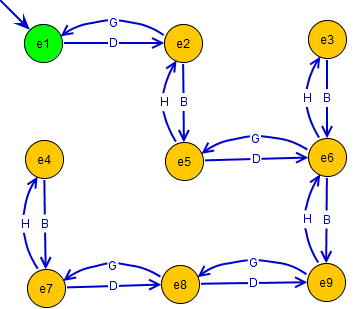 G
e1 D e2 e3
H B H B
G
e4 e5 D e6
H B H B
G G
e7 D e8 D e9